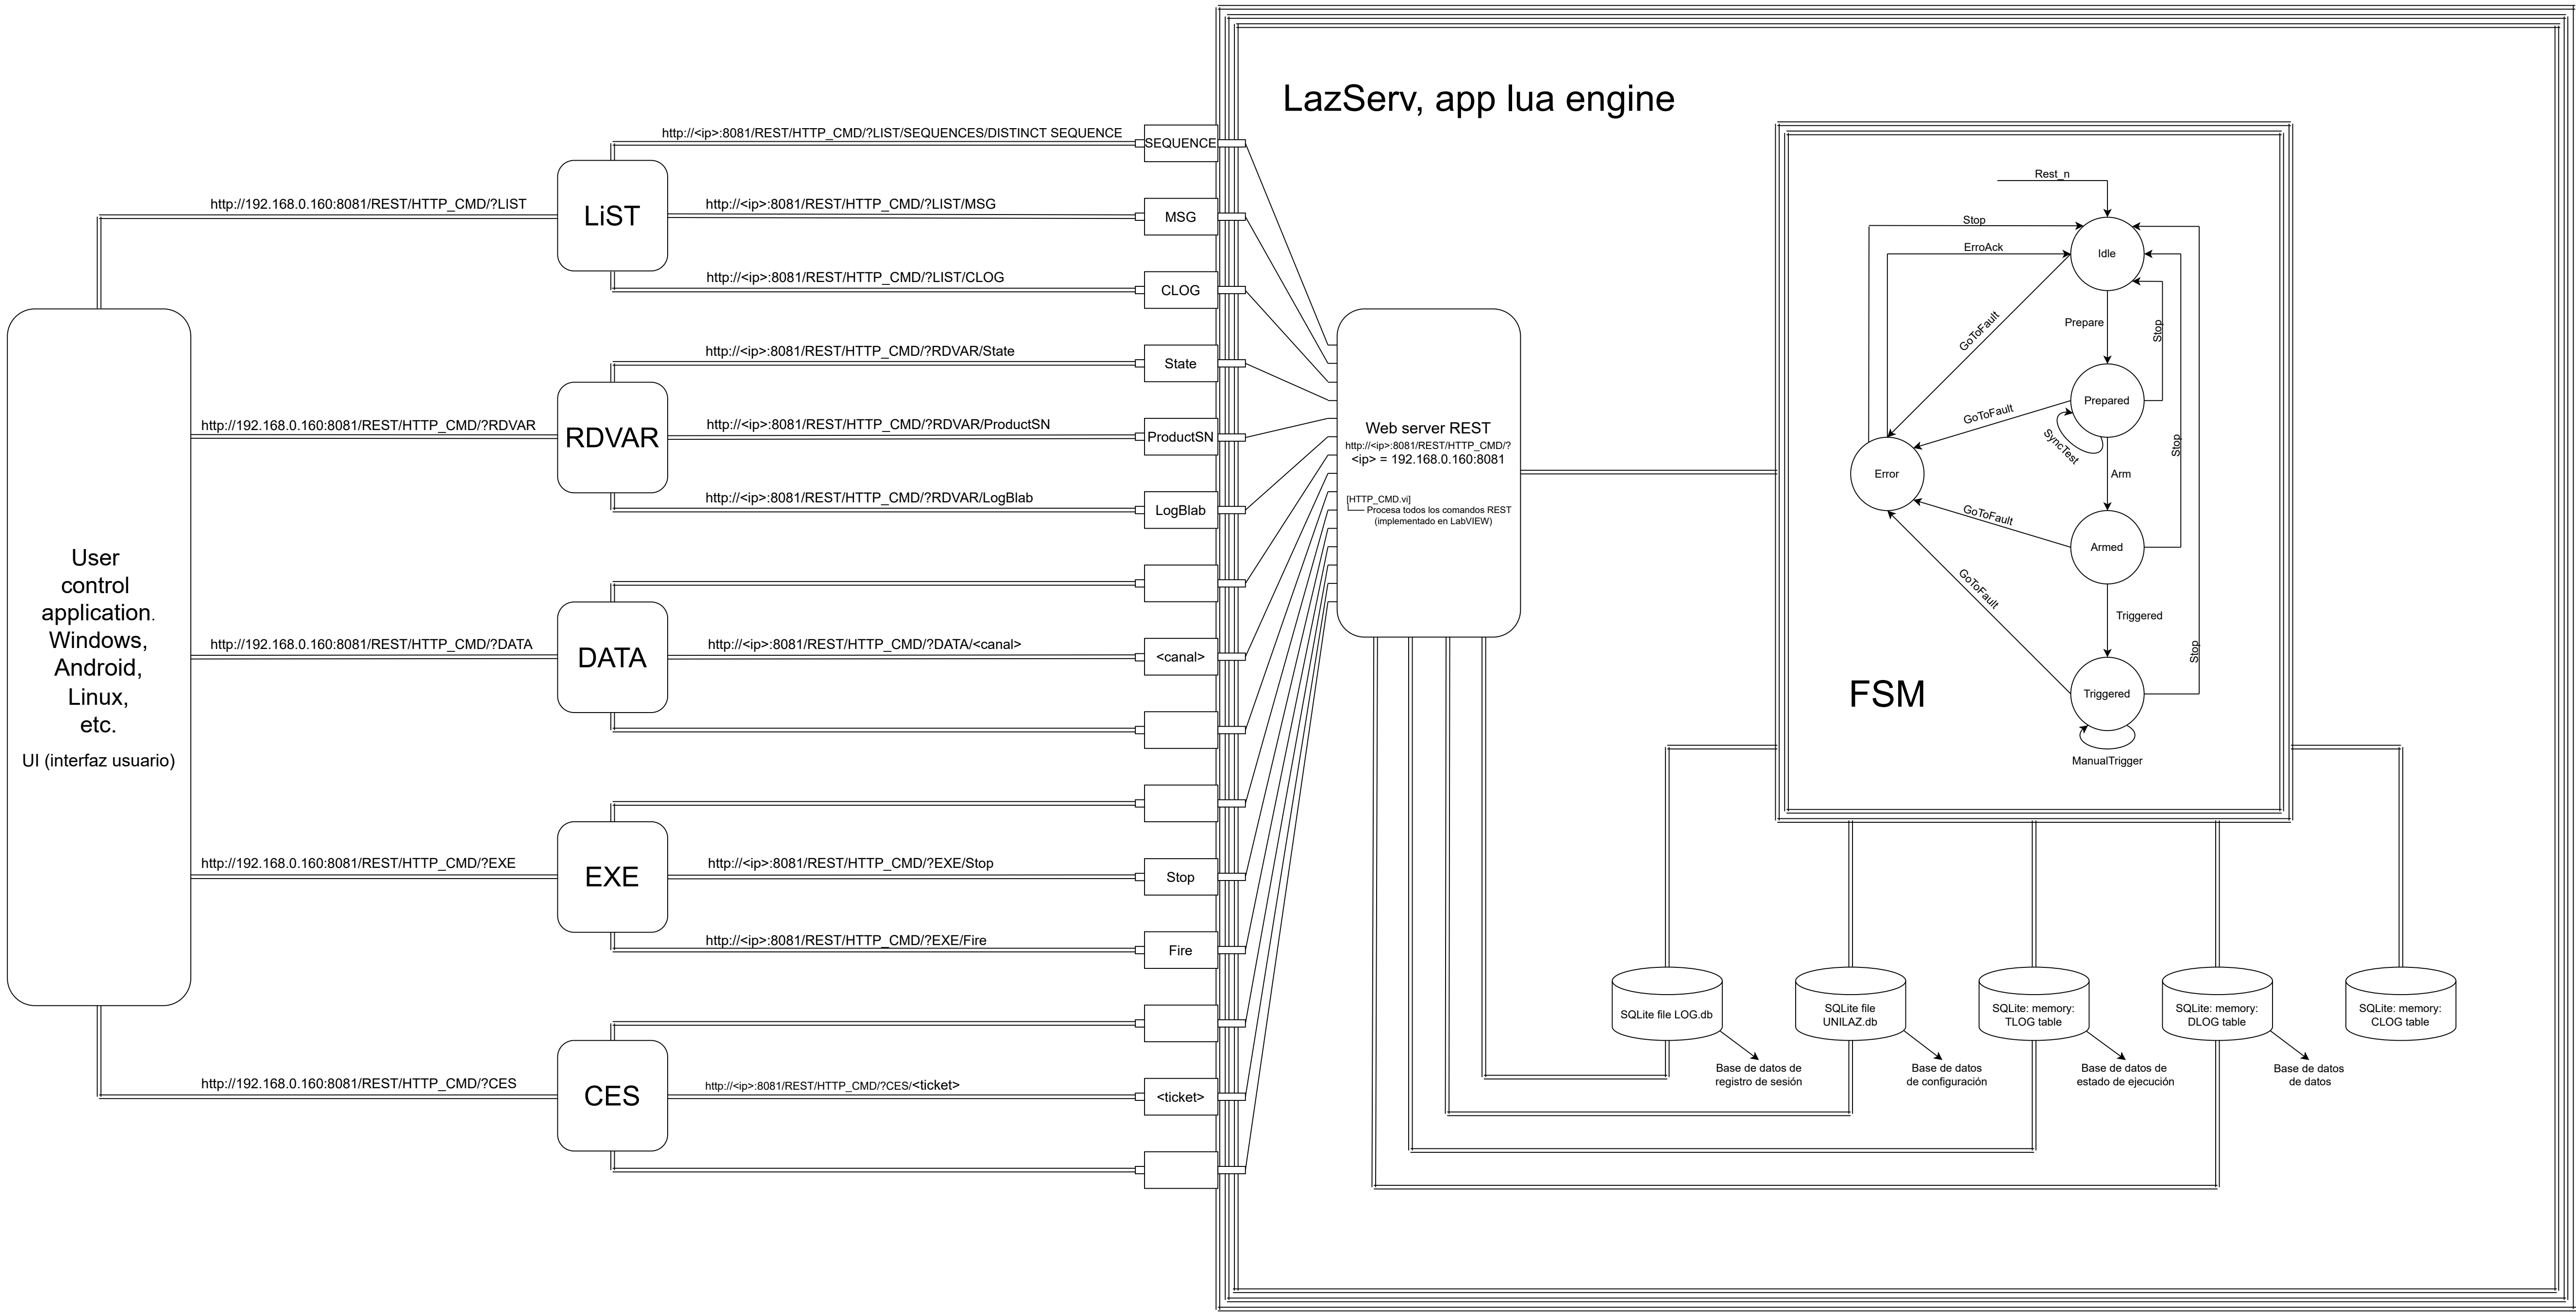 LazServ, app lua engine
http://<ip>:8081/REST/HTTP_CMD/?LIST/SEQUENCES/DISTINCT SEQUENCE
SEQUENCE
http://192.168.0.160:8081/REST/HTTP_CMD/?LIST
LiST
http://<ip>:8081/REST/HTTP_CMD/?LIST/MSG
MSG
http://<ip>:8081/REST/HTTP_CMD/?LIST/CLOG
CLOG
http://<ip>:8081/REST/HTTP_CMD/?RDVAR/State
State
http://192.168.0.160:8081/REST/HTTP_CMD/?RDVAR
RDVAR
http://<ip>:8081/REST/HTTP_CMD/?RDVAR/ProductSN
ProductSN
http://<ip>:8081/REST/HTTP_CMD/?RDVAR/LogBlab
LogBlab
User
control
application.
Windows,
Android,
Linux,
etc.
UI (interfaz usuario)
http://192.168.0.160:8081/REST/HTTP_CMD/?DATA
DATA
http://<ip>:8081/REST/HTTP_CMD/?DATA/<canal>
<canal>
http://192.168.0.160:8081/REST/HTTP_CMD/?EXE
EXE
http://<ip>:8081/REST/HTTP_CMD/?EXE/Stop
Stop
http://<ip>:8081/REST/HTTP_CMD/?EXE/Fire
Fire
http://192.168.0.160:8081/REST/HTTP_CMD/?CES
CES
http://<ip>:8081/REST/HTTP_CMD/?CES/<ticket>
<ticket>
Web server REST
http://<ip>:8081/REST/HTTP_CMD/?
<ip> = 192.168.0.160:8081
[HTTP_CMD.vi]
Procesa todos los comandos REST
(implementado en LabVIEW)
Rest_n
Stop
ErroAck
Idle
GoToFault
Prepare
Stop
Prepared
GoToFault
SyncTest
Stop
Error
Arm
GoToFault
Armed
GoToFault
Triggered
Stop
FSM
Triggered
ManualTrigger
SQLite file LOG.db
Base de datos de
registro de sesión
SQLite file
UNILAZ.db
Base de datos
de configuración
SQLite: memory:
TLOG table
Base de datos de
estado de ejecución
SQLite: memory:
DLOG table
Base de datos
de datos
SQLite: memory:
CLOG table